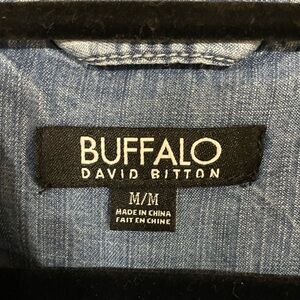 BUFFALO
DAVID BITTON
M/M
MADE IN CHINA
FAIT EN CHINE